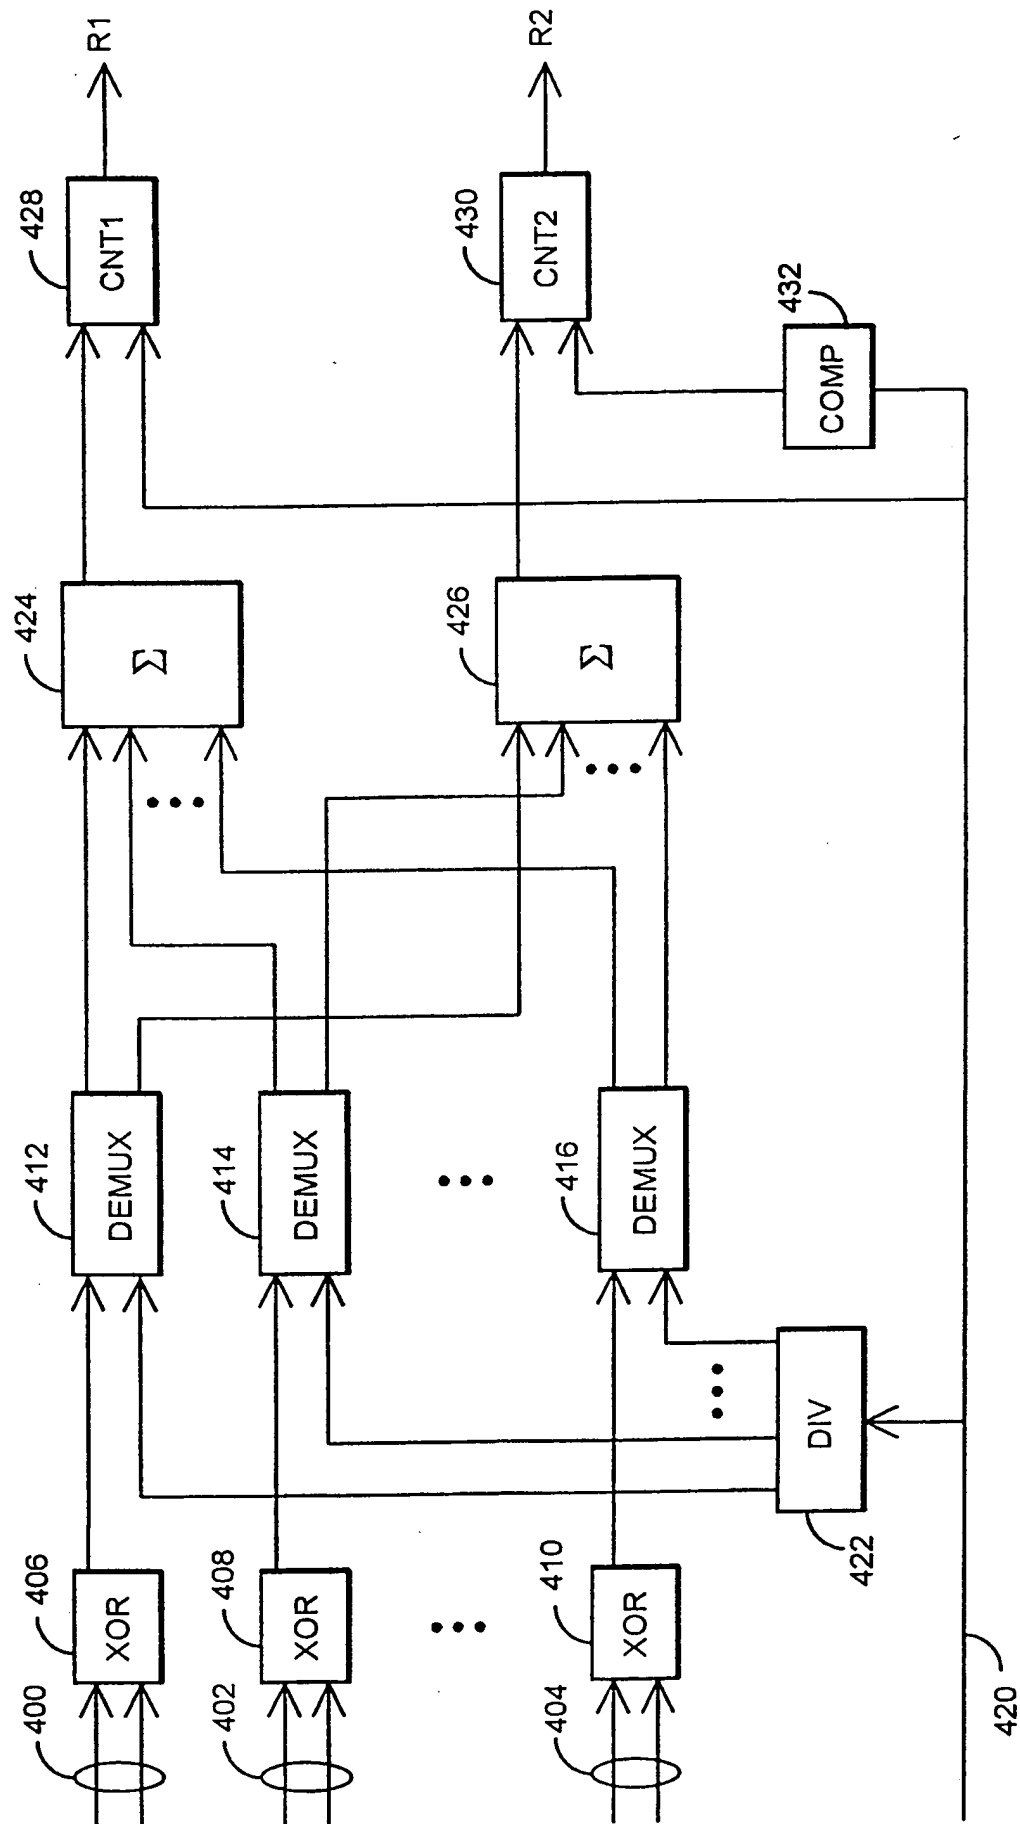 400
406
XOR
412
DEMUX
424
Σ
428
CNT1
R1
402
408
XOR
414
DEMUX
426
Σ
430
CNT2
R2
404
410
XOR
416
DEMUX
422
DIV
432
COMP
420